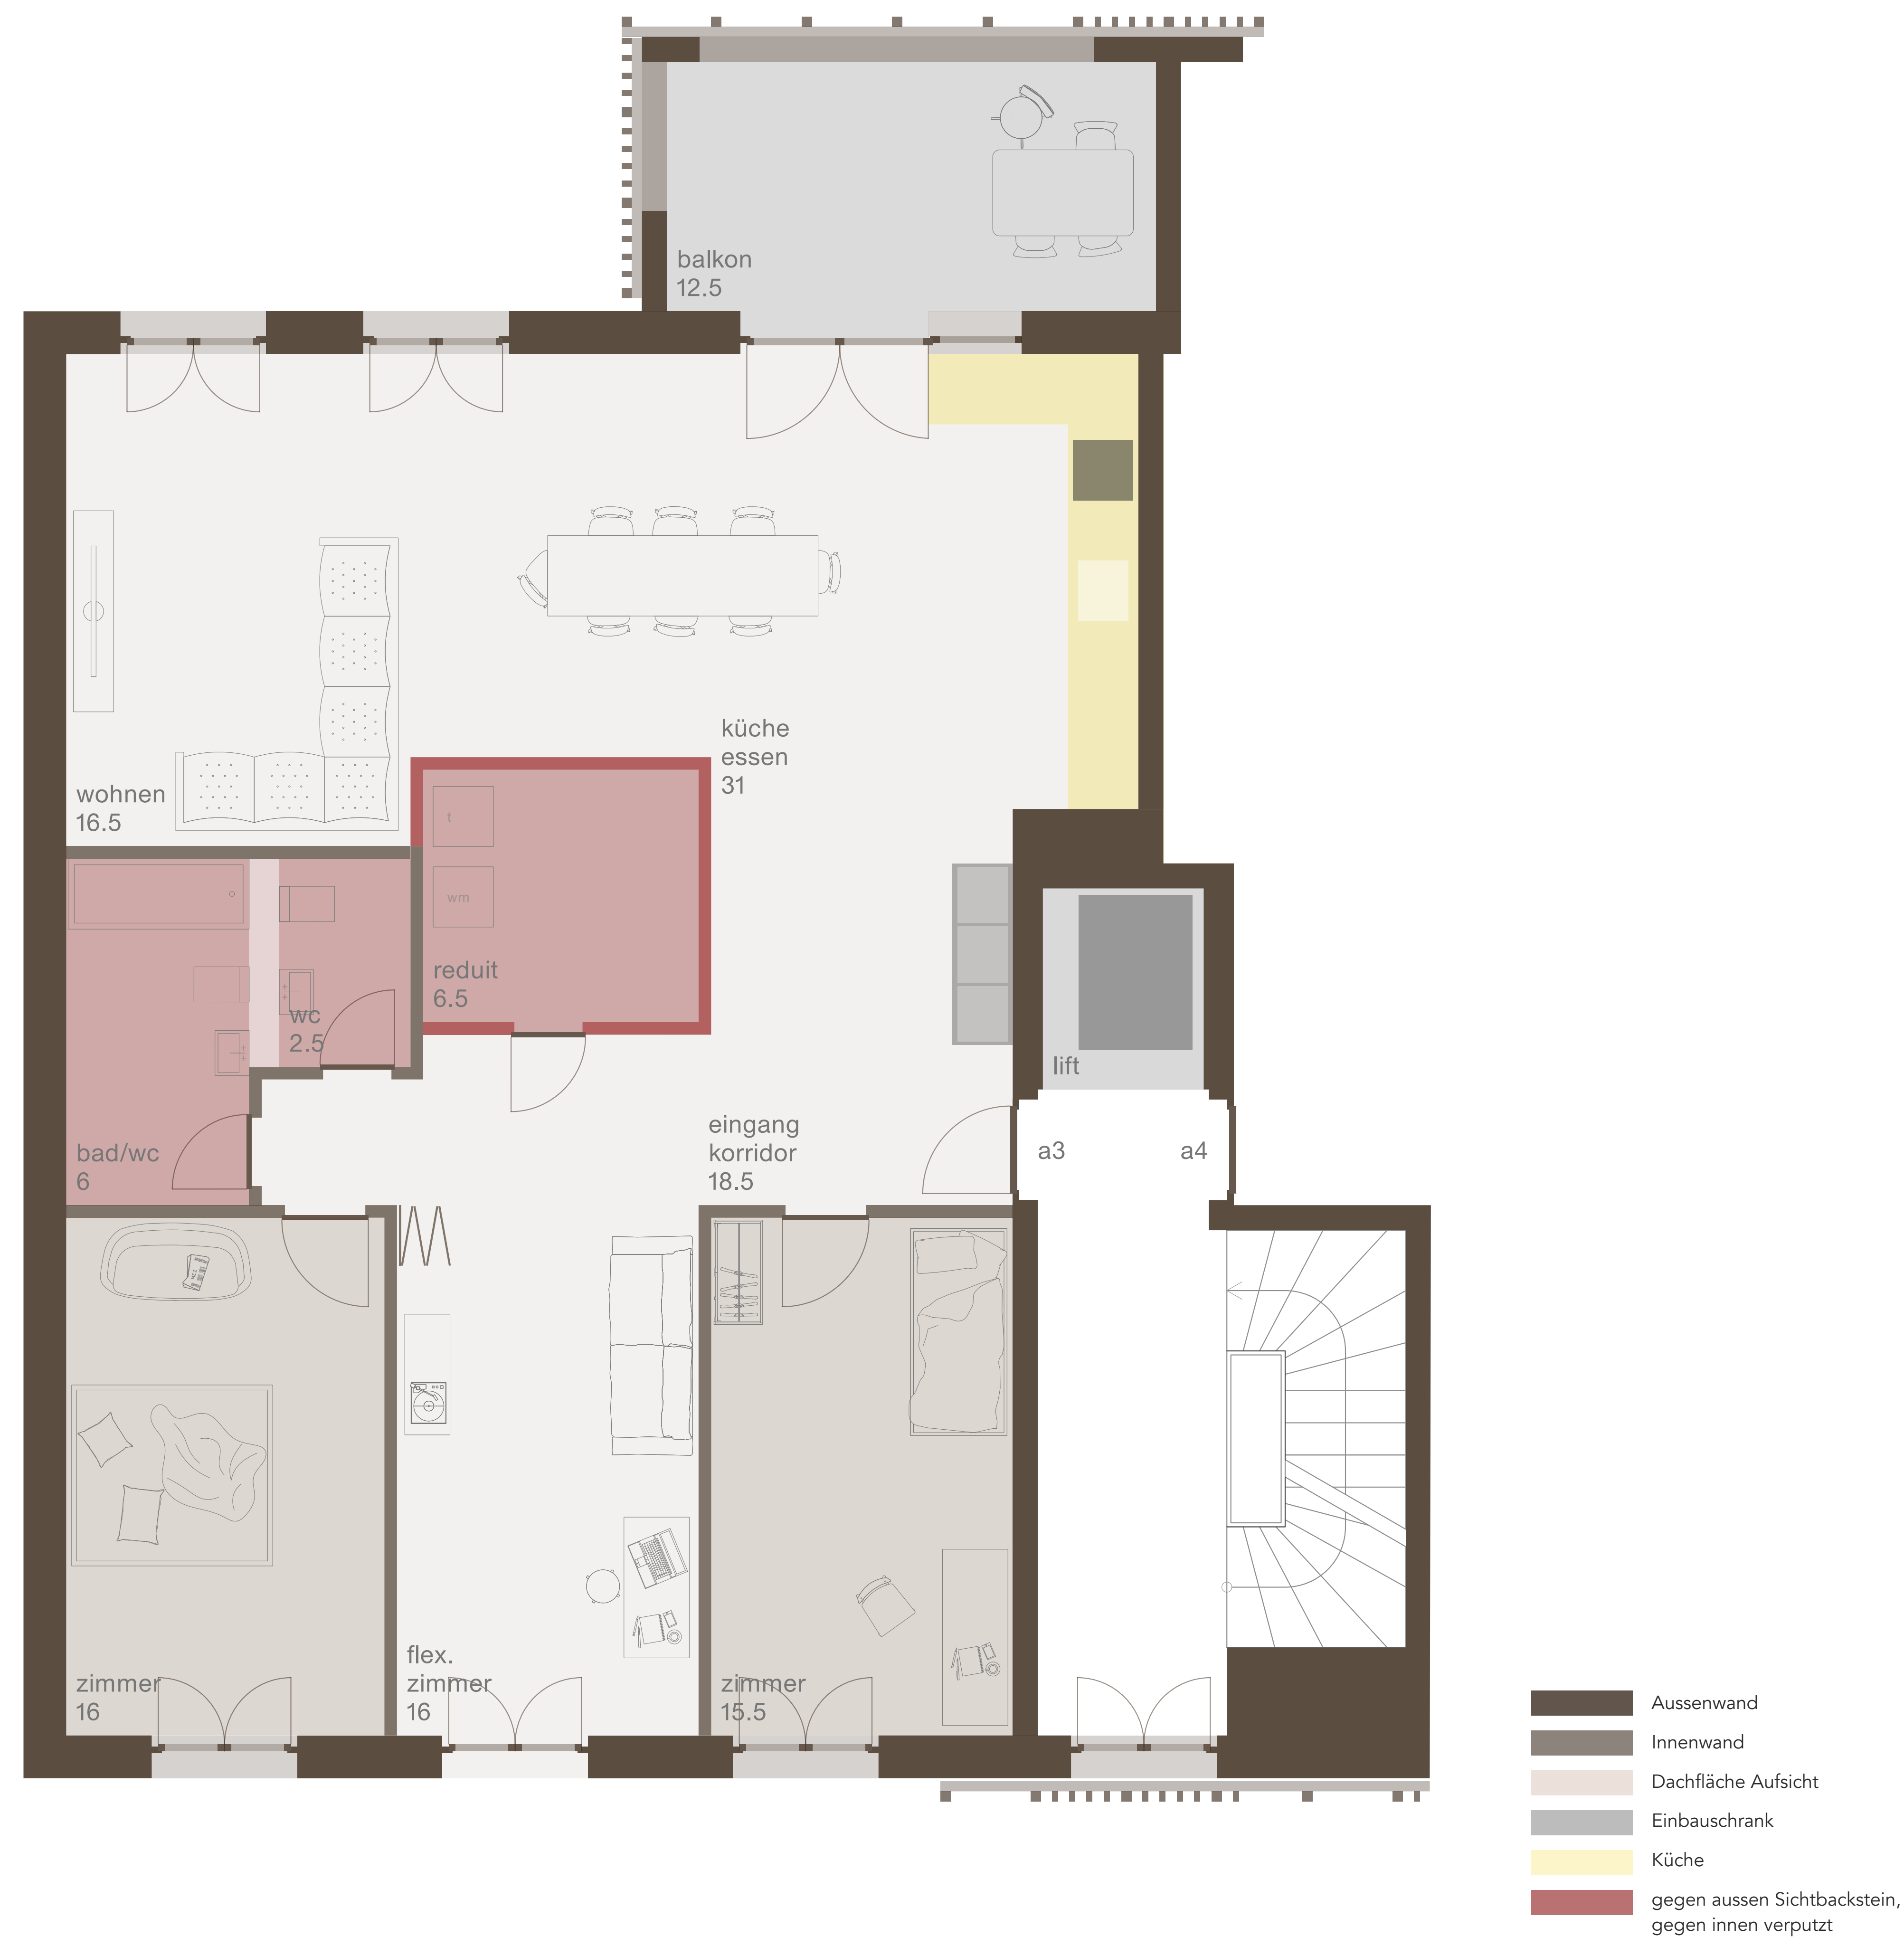 balkon
12.5
küche
essen
31
wohnen
16.5
t
wm
reduit
6.5
wc
2.5
lift
bad/wc
6
eingang
korridor
18.5
a3
a4
zimmer
16
flex.
zimmer
16
zimmer
15.5
Aussenwand
Innenwand
Dachfläche Aufsicht
Einbauschrank
Küche
gegen aussen Sichtbackstein,
gegen innen verputzt